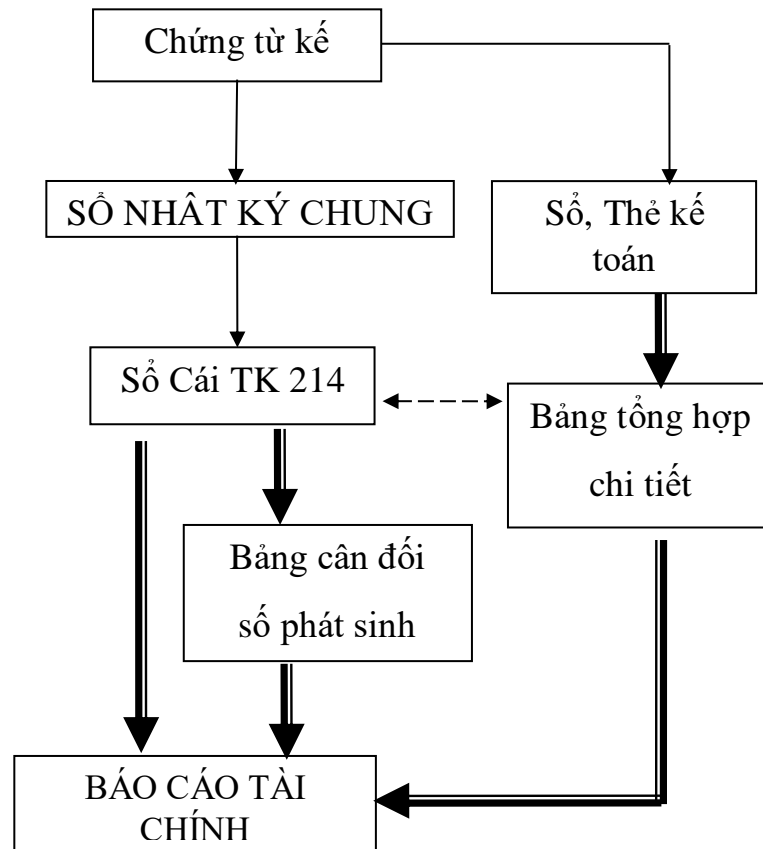 Chứng từ kế
SỔ NHÂT KÝ CHUNG
Sổ, Thẻ kế
toán
Sổ Cái TK 214
Bảng tổng hợp
chi tiết
Bảng cân đối
số phát sinh
BÁO CÁO TÀI
CHÍNH